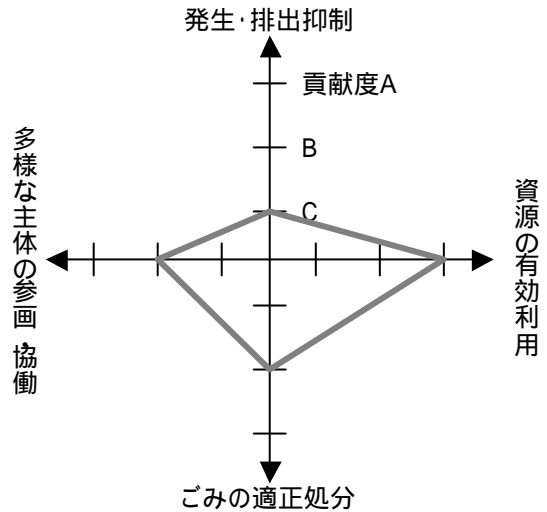 発生・排出抑制
貢献度A
B
C
多様な主体の参画・協働
資源の有効利用
ごみの適正処分